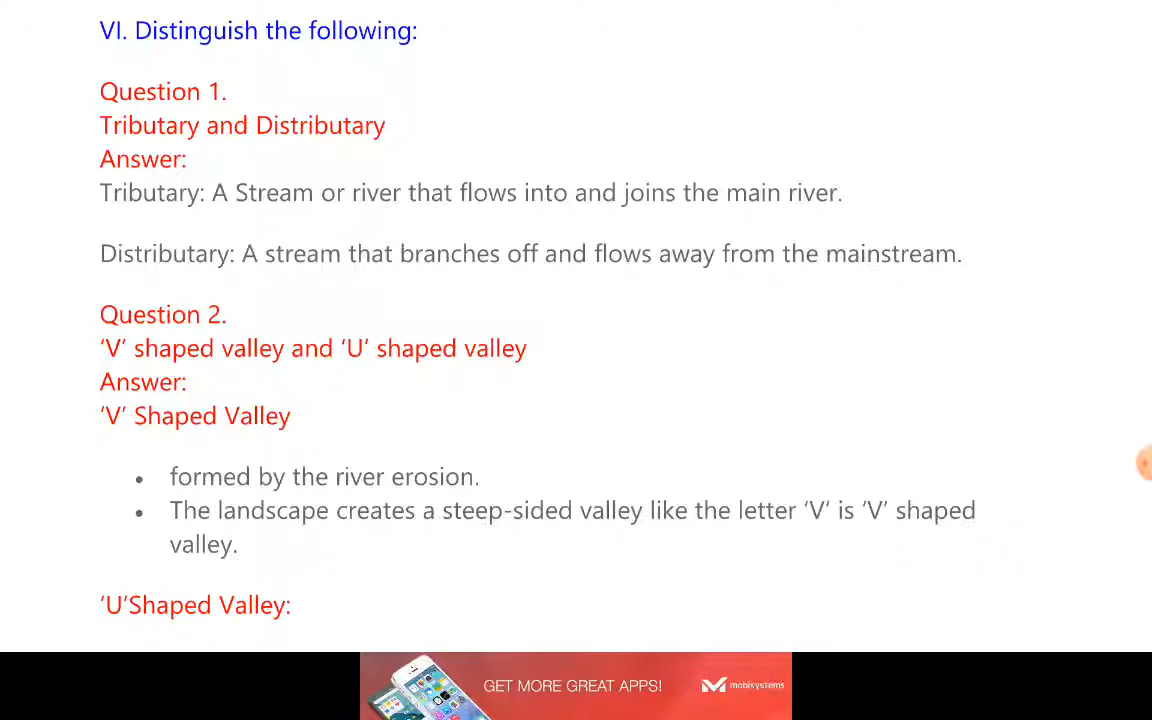 VI. Distinguish the following:
Question 1.
Tributary and Distributary
Answer:
Tributary: A Stream or river that flows into and joins the main river.
Distributary: A stream that branches off and flows away from the mainstream.
Question 2.
‘V’ shaped valley and ‘U’ shaped valley
Answer:
‘V’ Shaped Valley
• formed by the river erosion.
• The landscape creates a steep-sided valley like the letter ‘V’ is ‘V’ shaped
valley.
‘U’Shaped Valley:
GET MORE GREAT APPS!
mobisystems